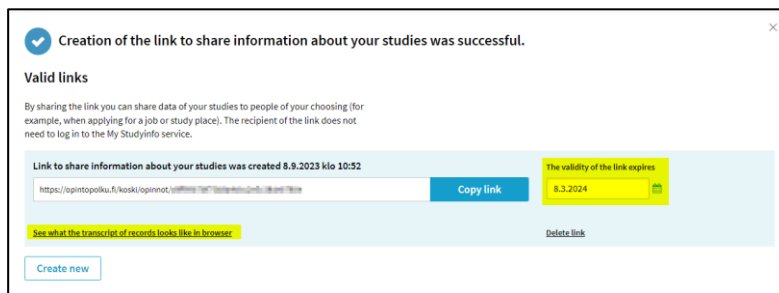 Creation of the link to share information about your studies was successful.
Valid links
By sharing the link you can share data of your studies to people of your choosing (for
example, when applying for a job or study place). The recipient of the link does not
need to log in to the My Studyinfo service.
Link to share information about your studies was created 8.9.2023 klo 10:52
The validity of the link expires
https://opintopolku.fi/koski/opinnot/
Copy link
8.3.2024
See what the transcript of records looks like in browser
Delete link
Create new